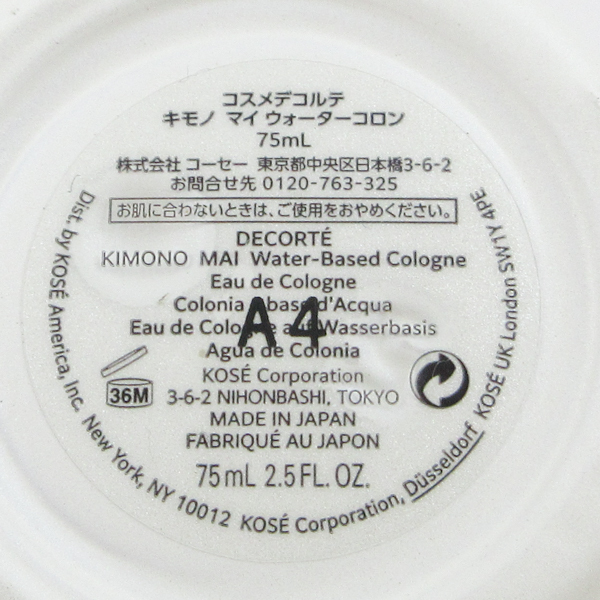 コスメデコルテ
キモノ マイ ウォーターコロン
75mL
株式会社 コーセー 東京都中央区日本橋3-6-2
お問合せ先 0120-763-325
お肌に合わないときは、ご使用をおやめください。
DECORTÉ
KIMONO MAI Water-Based Cologne
Eau de Cologne
Colonia a base d'Acqua
Eau de Cologne auf Wasserbasis
A4
Agua de Colonia
KOSÉ Corporation
36M
3-6-2 NIHONBASHI, TOKYO
MADE IN JAPAN
FABRIQUÉ AU JAPON
75mL 2.5FL. OZ.
Dist. by KOSÉ America, Inc. New York, NY 10012 KOSÉ Corporation, Düsseldorf KOSÉ UK London SW1Y 4PE